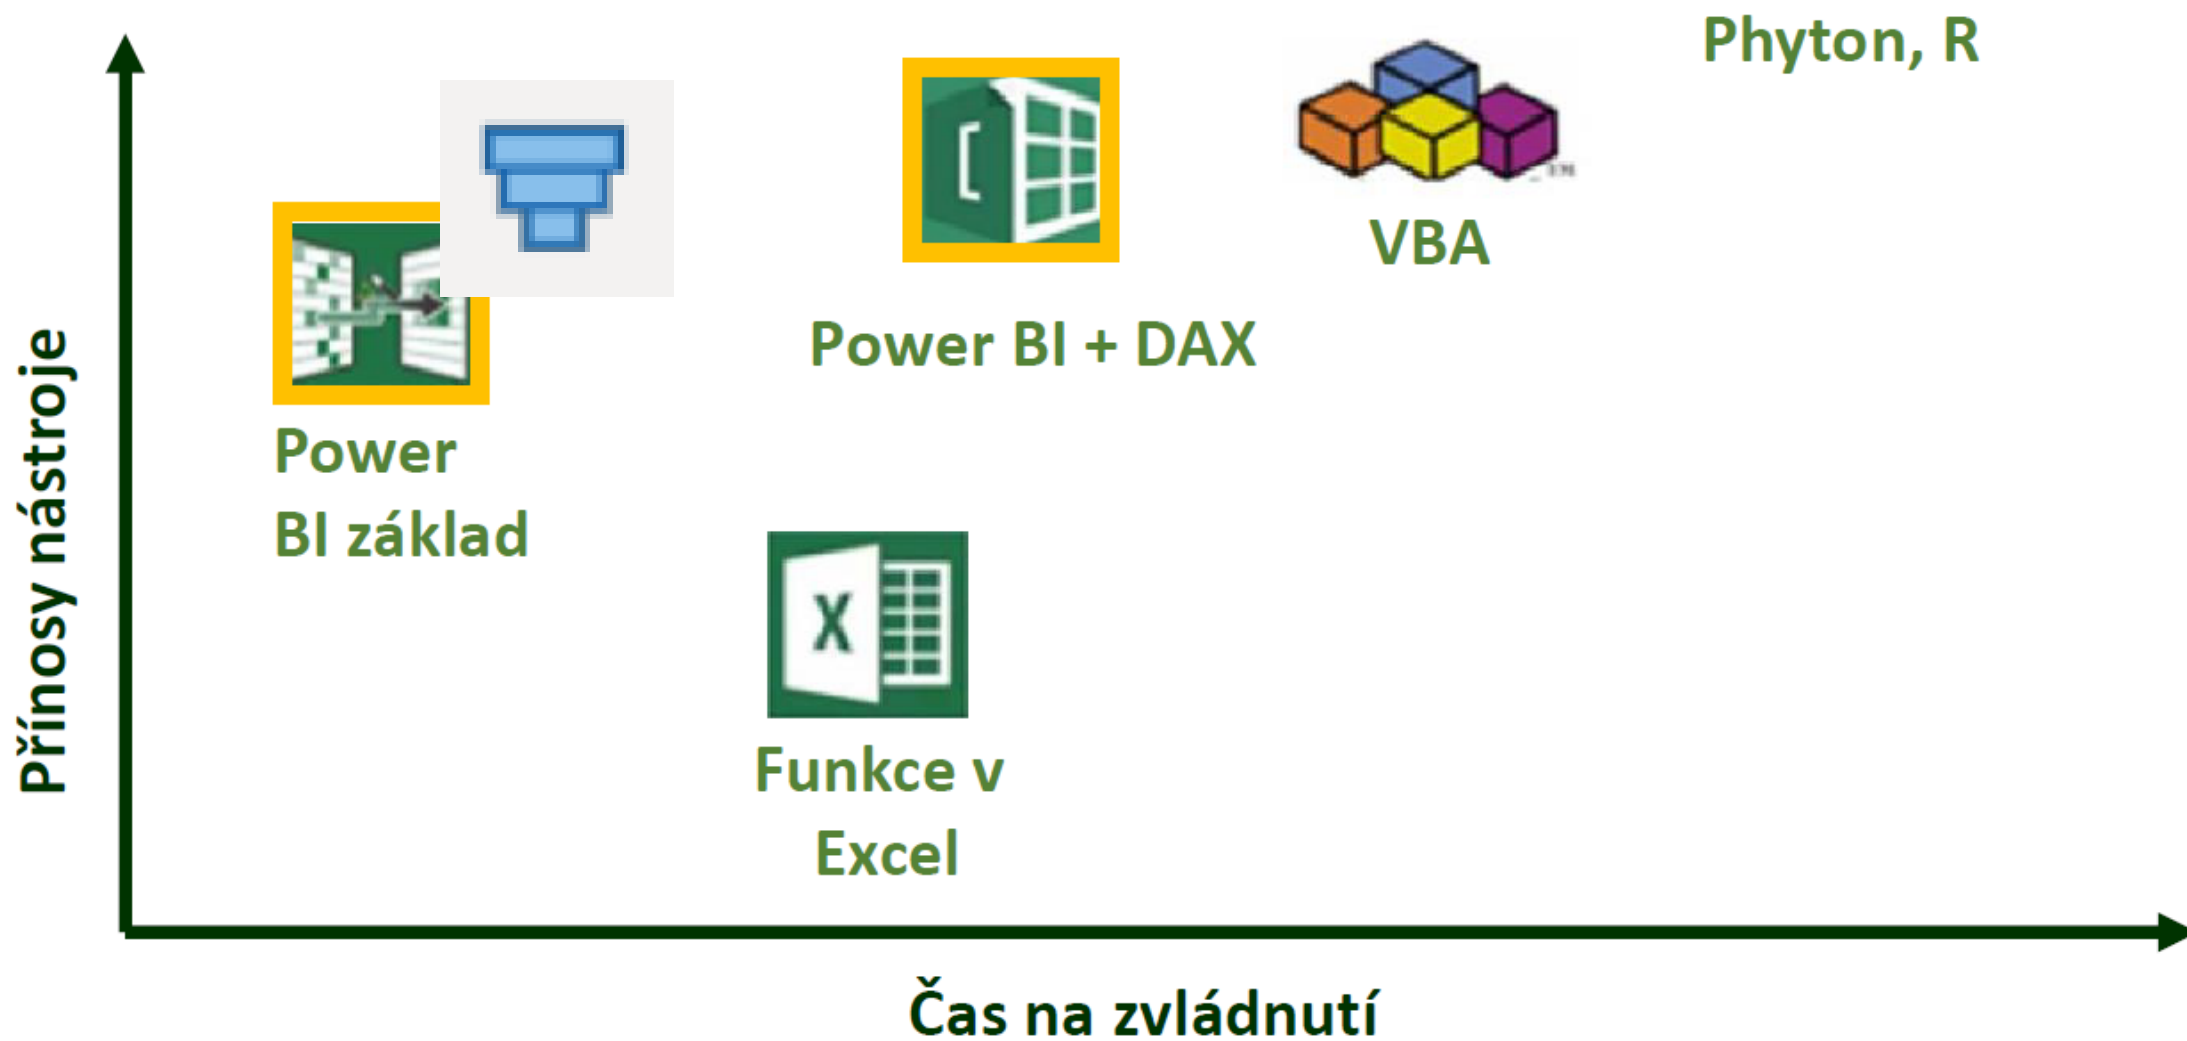 Phyton, R
VBA
Power BI + DAX
Power
BI základ
X
Funkce v
Excel
Přínosy nástroje
Čas na zvládnutí